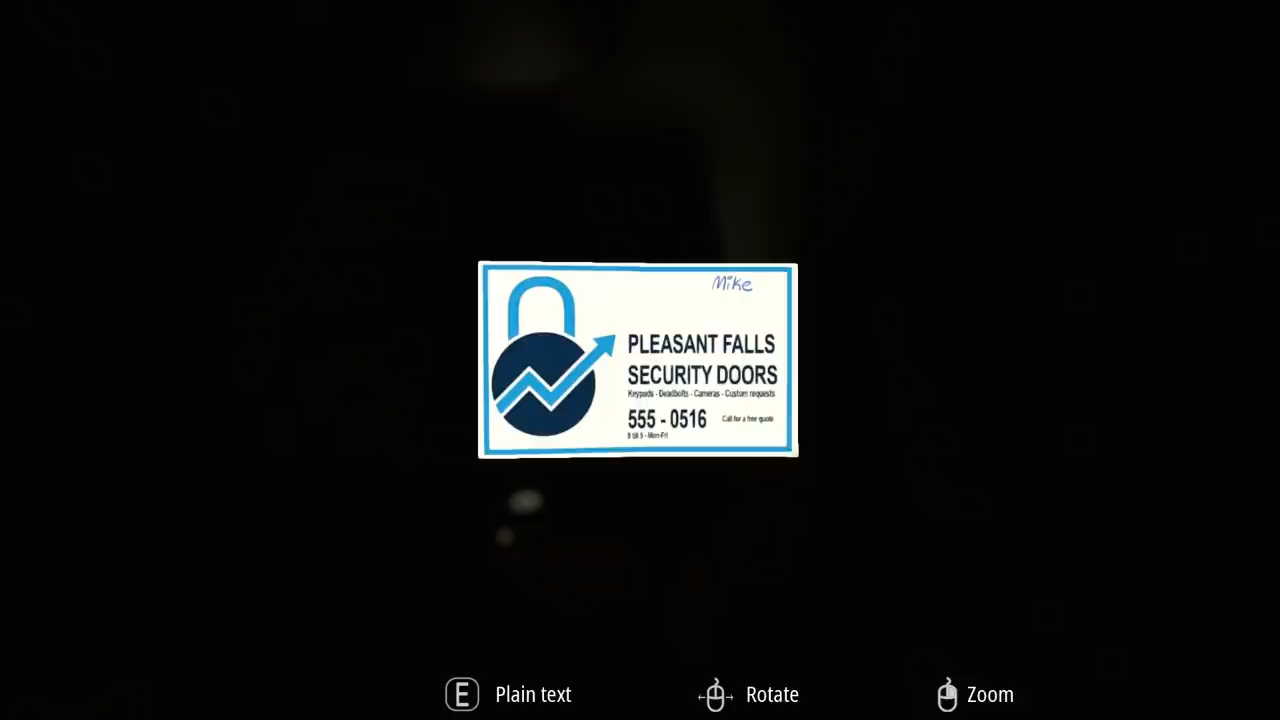 Mike
PLEASANT FALLS
SECURITY DOORS
Keypads - Deadbolts - Cameras - Custom requests
555 - 0516 Call for a free quote
8 till 5 - Mon-Fri
E Plain text Rotate Zoom